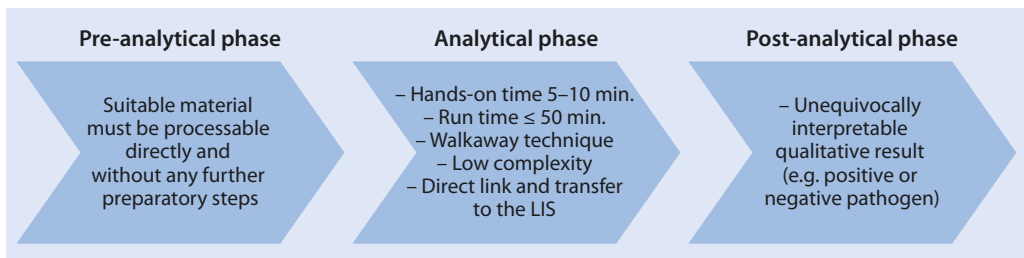 Pre-analytical phase
Suitable material
must be processable
directly and
without any further
preparatory steps
Analytical phase
– Hands-on time 5–10 min.
– Run time ≤ 50 min.
– Walkaway technique
– Low complexity
– Direct link and transfer
to the LIS
Post-analytical phase
– Unequivocally
interpretable
qualitative result
(e.g. positive or
negative pathogen)